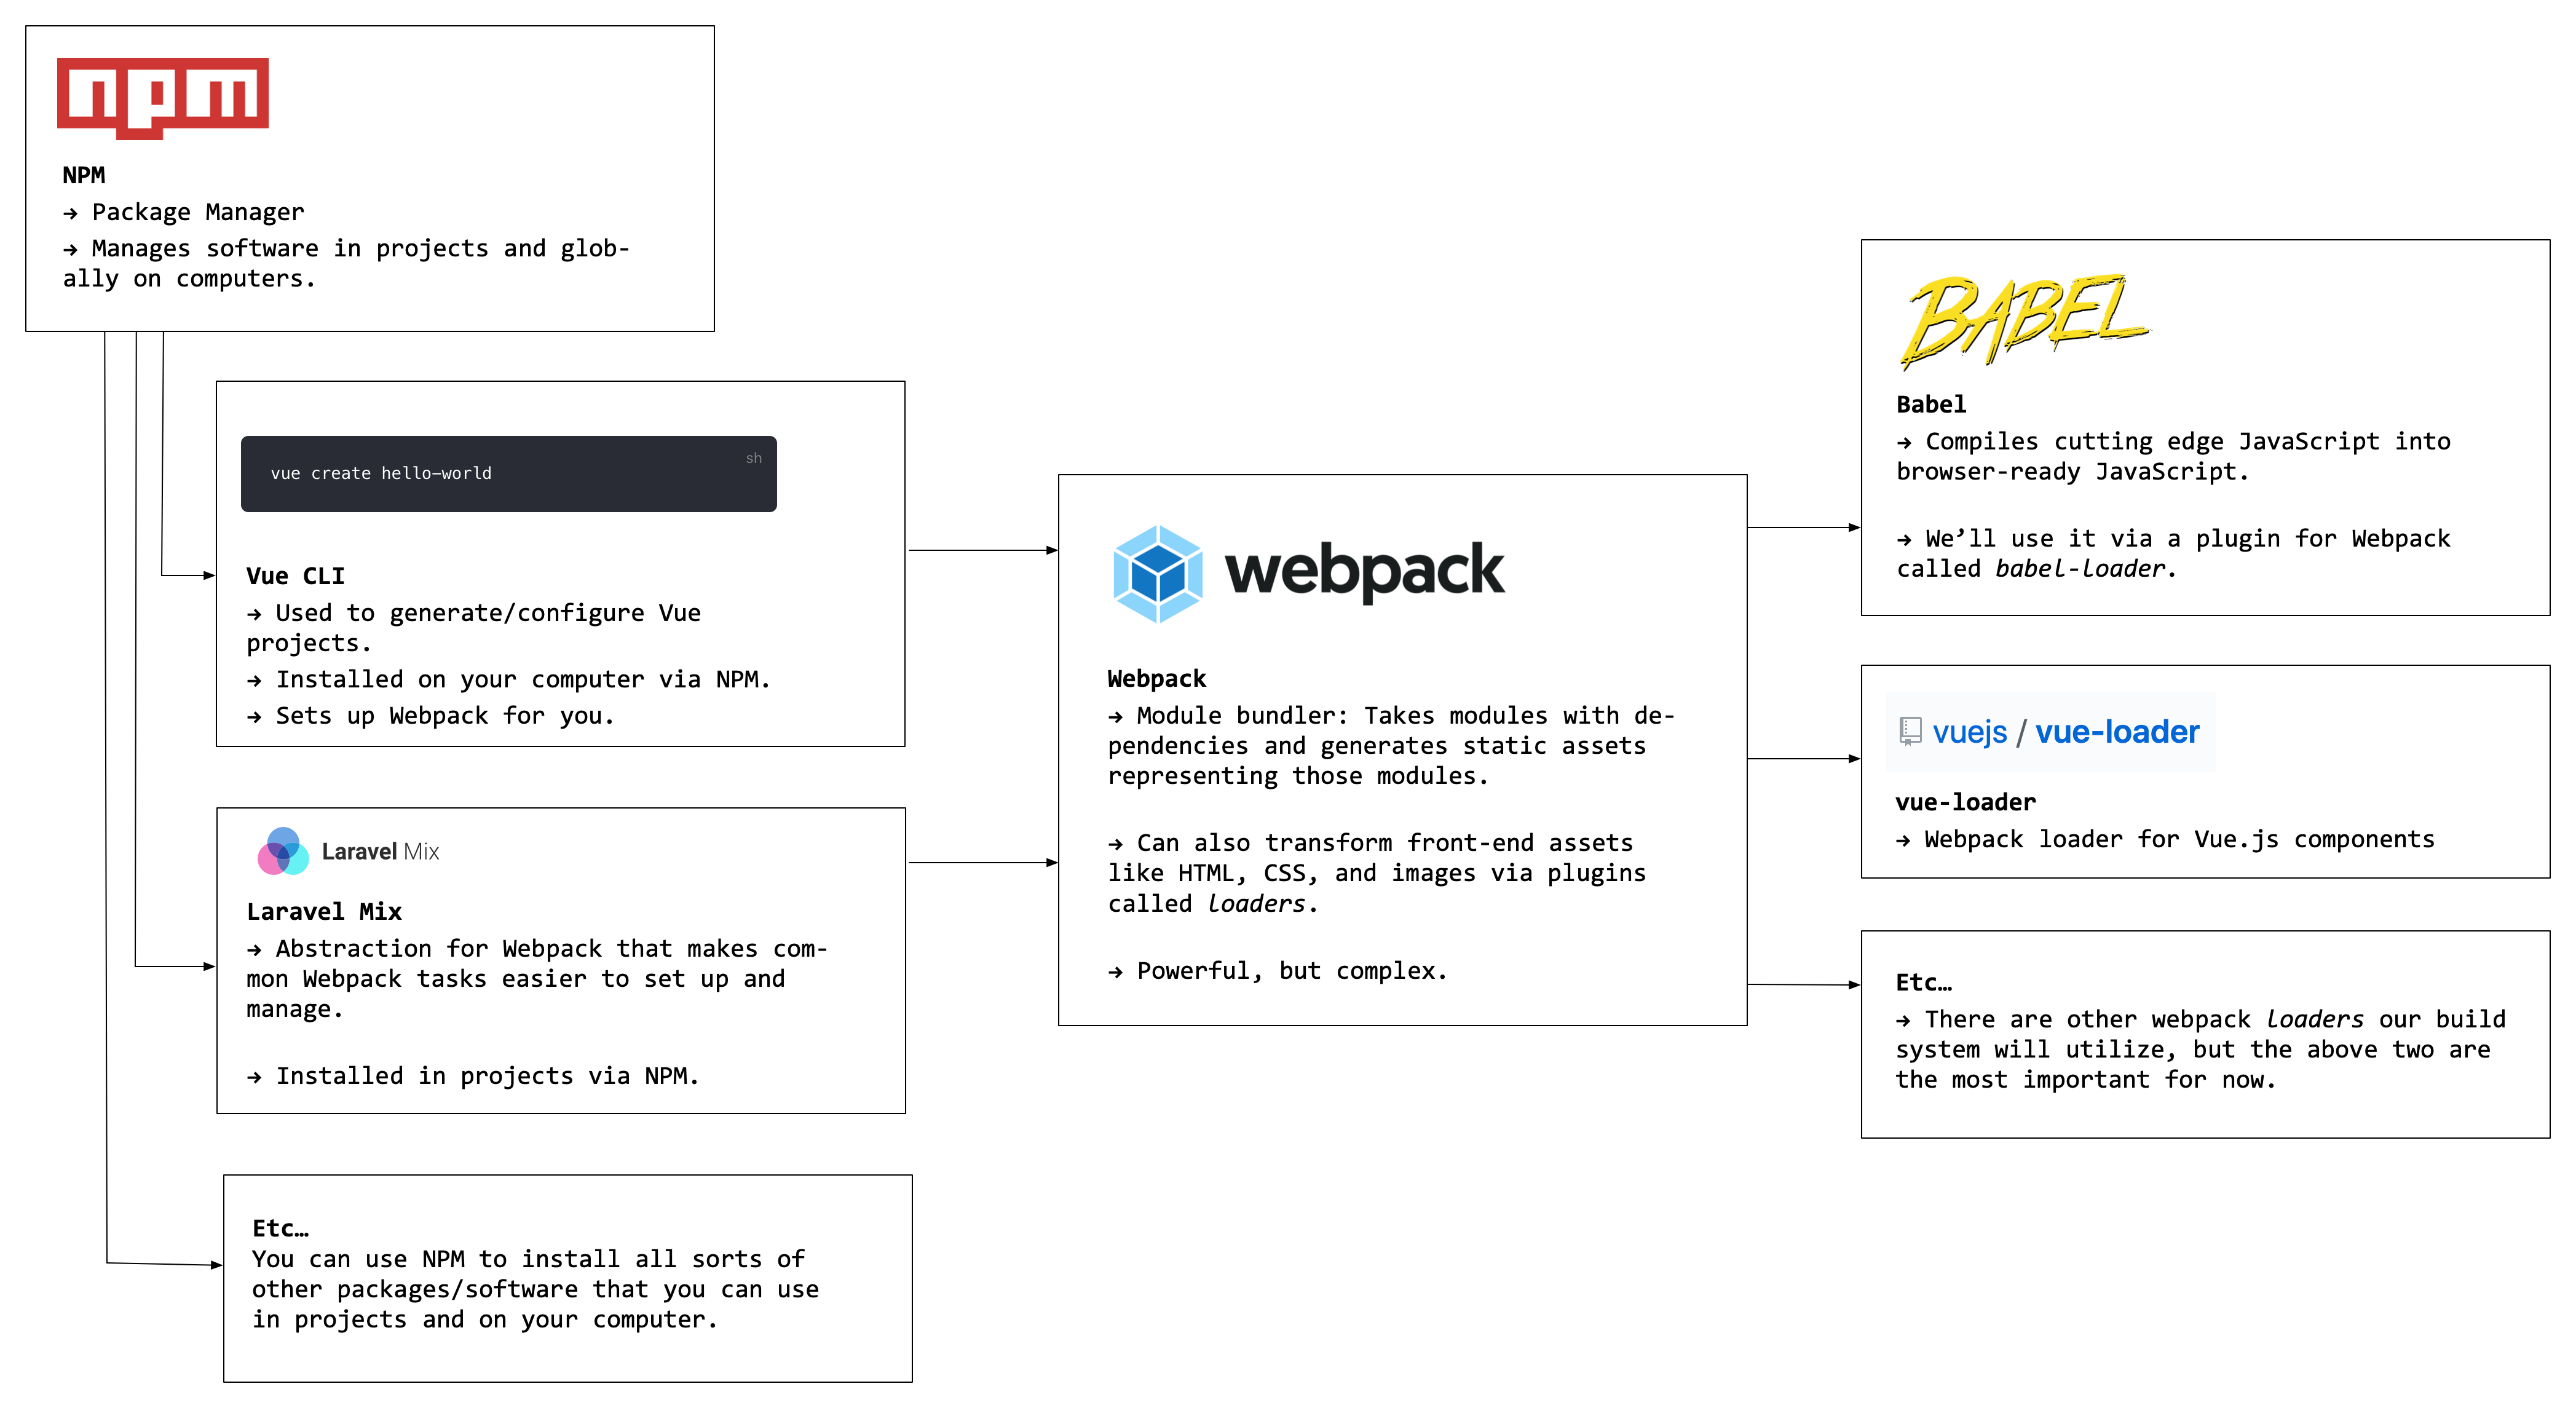 npm
NPM
→ Package Manager
→ Manages software in projects and glob-
ally on computers.
vue create hello-world
sh
Vue CLI
→ Used to generate/configure Vue
projects.
→ Installed on your computer via NPM.
→ Sets up Webpack for you.
Laravel Mix
Laravel Mix
→ Abstraction for Webpack that makes com-
mon Webpack tasks easier to set up and
manage.
→ Installed in projects via NPM.
Etc…
You can use NPM to install all sorts of
other packages/software that you can use
in projects and on your computer.
webpack
Webpack
→ Module bundler: Takes modules with de-
pendencies and generates static assets
representing those modules.
→ Can also transform front-end assets
like HTML, CSS, and images via plugins
called loaders.
→ Powerful, but complex.
BABEL
Babel
→ Compiles cutting edge JavaScript into
browser-ready JavaScript.
→ We’ll use it via a plugin for Webpack
called babel-loader.
vuejs / vue-loader
vue-loader
→ Webpack loader for Vue.js components
Etc…
→ There are other webpack loaders our build
system will utilize, but the above two are
the most important for now.